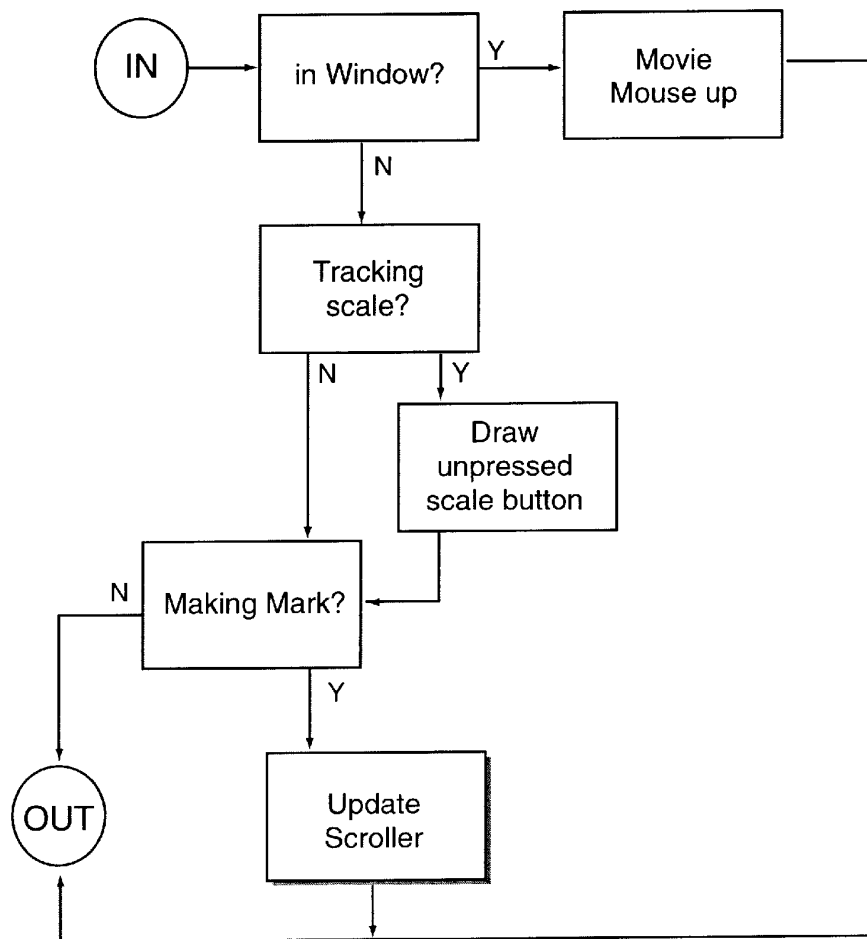 IN
in Window?
Y
Movie
Mouse up
N
Tracking
scale?
N
Y
Draw
unpressed
scale button
N
Making Mark?
Y
OUT
Update
Scroller